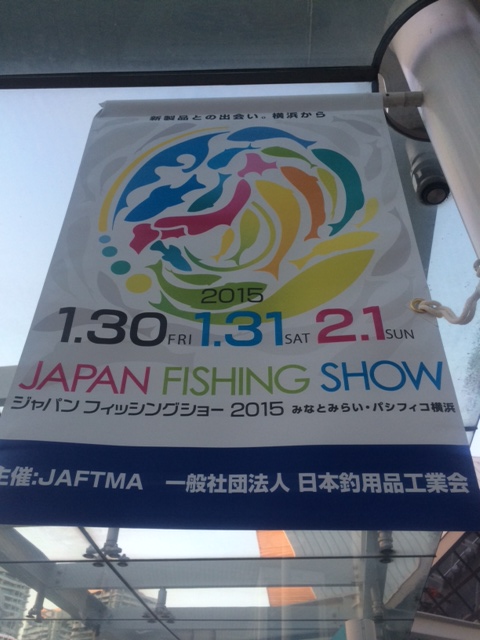 新製品との出会い。横浜から
2015
1.30 FRI 1.31 SAT 2.1 SUN
JAPAN FISHING SHOW
ジャパン フィッシングショー 2015 みなとみらい・パシフィコ横浜
主催:JAFTMA 一般社団法人 日本釣用品工業会